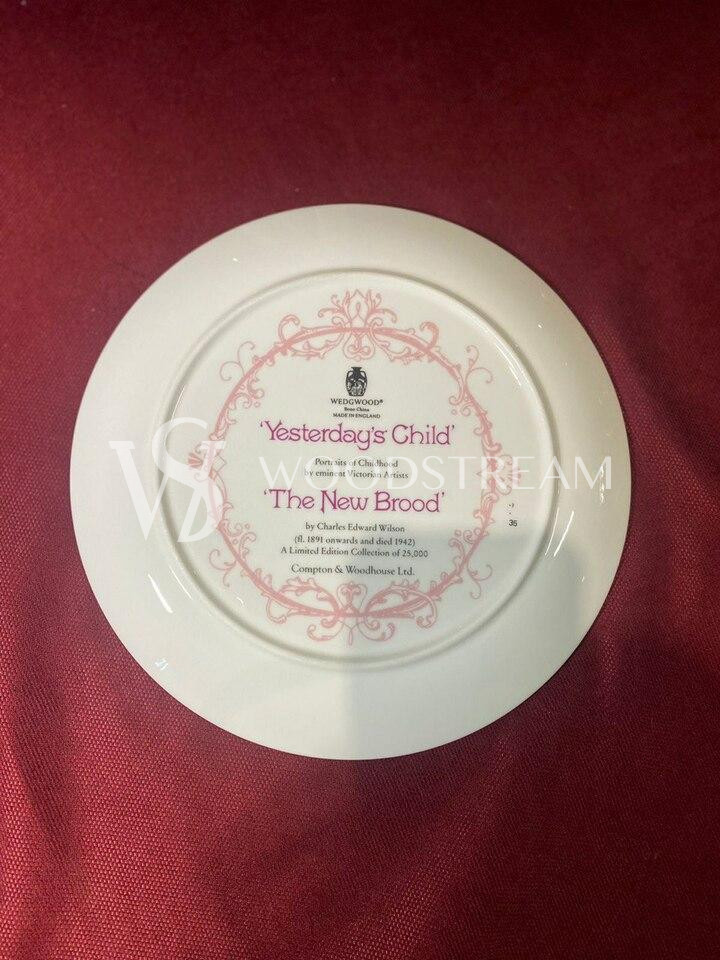 WEDGWOOD®
Bone China
MADE IN ENGLAND
'Yesterday's Child'
Portraits of Childhood
by eminent Victorian Artists
WOODSTREAM
'The New Brood'
by Charles Edward Wilson
(fl. 1891 onwards and died 1942)
A Limited Edition Collection of 25,000
Compton & Woodhouse Ltd.
35